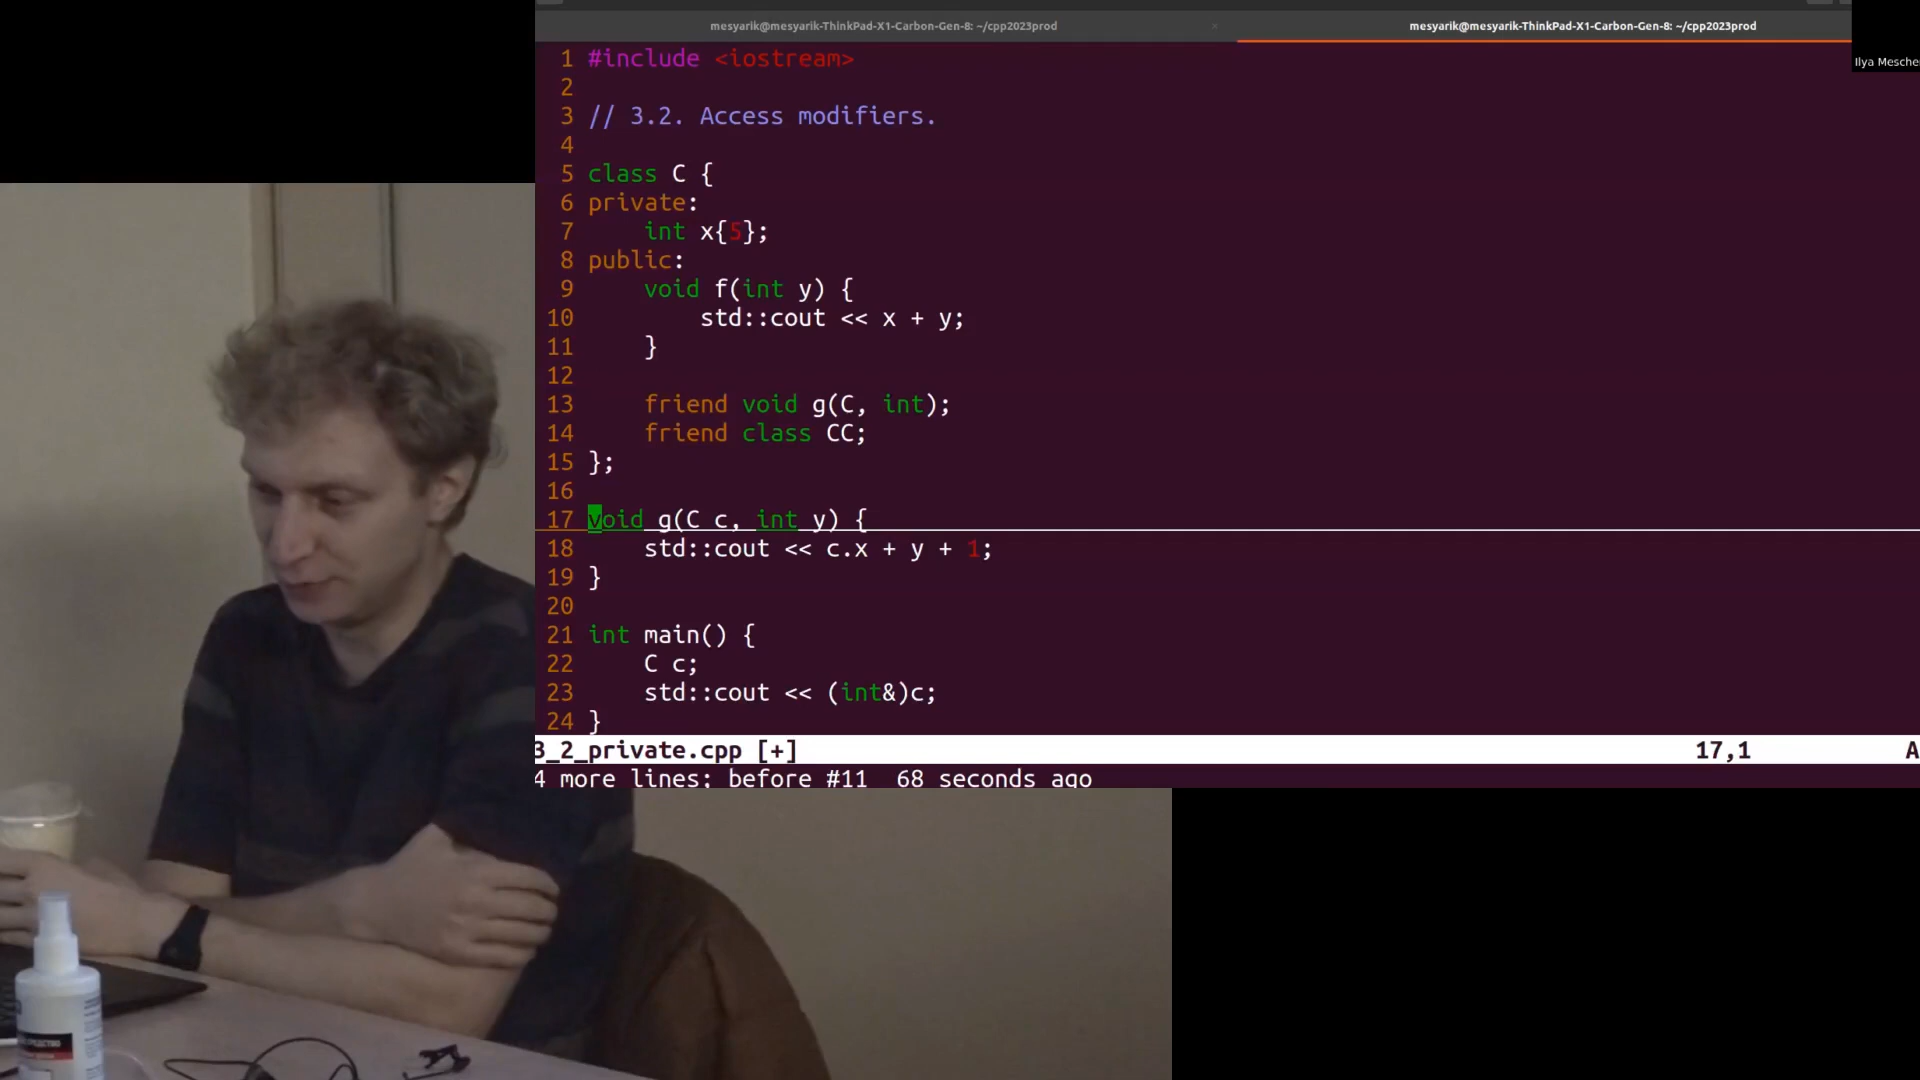 mesyarik@mesyarik-ThinkPad-X1-Carbon-Gen-8: ~/cpp2023prod
mesyarik@mesyarik-ThinkPad-X1-Carbon-Gen-8: ~/cpp2023prod
Ilya Mesche
1 #include <iostream>
2
3 // 3.2. Access modifiers.
4
5 class C {
6 private:
7 int x{5};
8 public:
9 void f(int y) {
10 std::cout << x + y;
11 }
12
13 friend void g(C, int);
14 friend class CC;
15 };
16
17 void g(C c, int y) {
18 std::cout << c.x + y + 1;
19 }
20
21 int main() {
22 C c;
23 std::cout << (int&)c;
24 }
3_2_private.cpp [+] 17,1 A
4 more lines; before #11 68 seconds ago